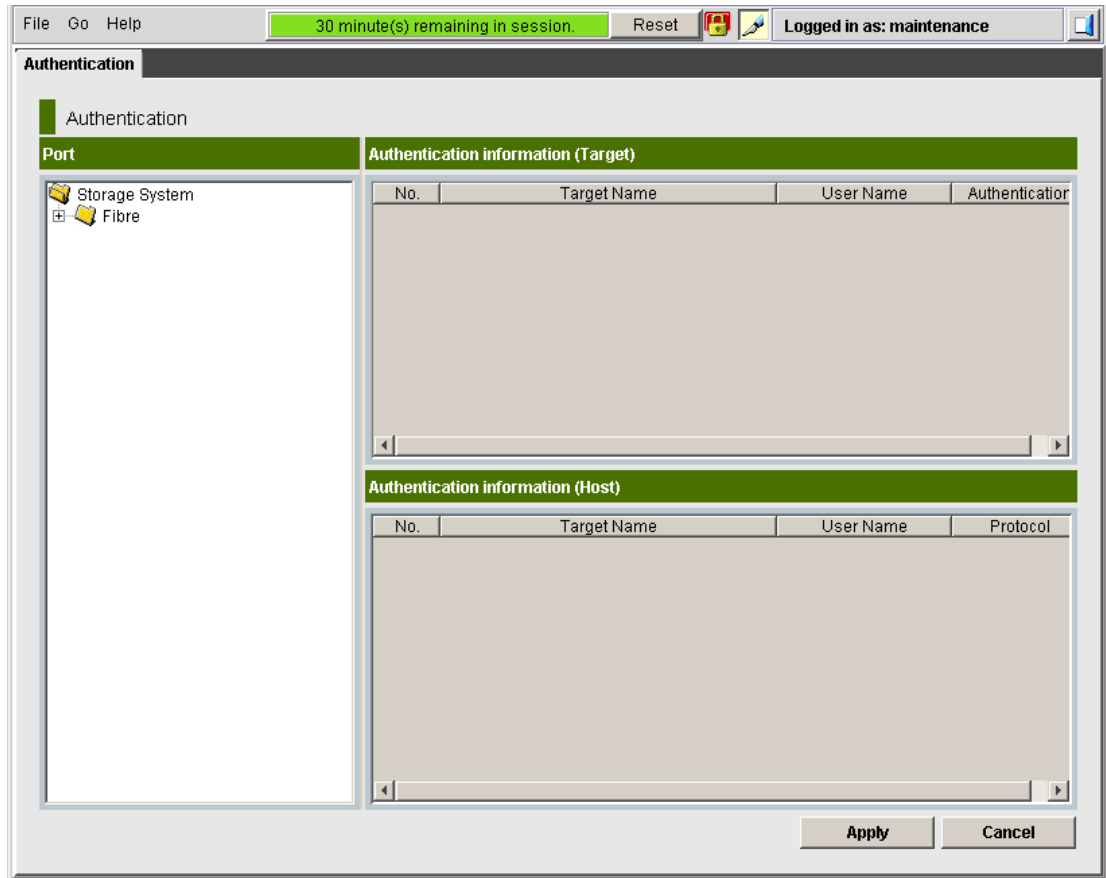 File Go Help 30 minute(s) remaining in session. Reset Logged in as: maintenance
Authentication
Authentication
Port
Storage System
Fibre
Authentication information (Target)
No. Target Name User Name Authentication
Authentication information (Host)
No. Target Name User Name Protocol
Apply Cancel